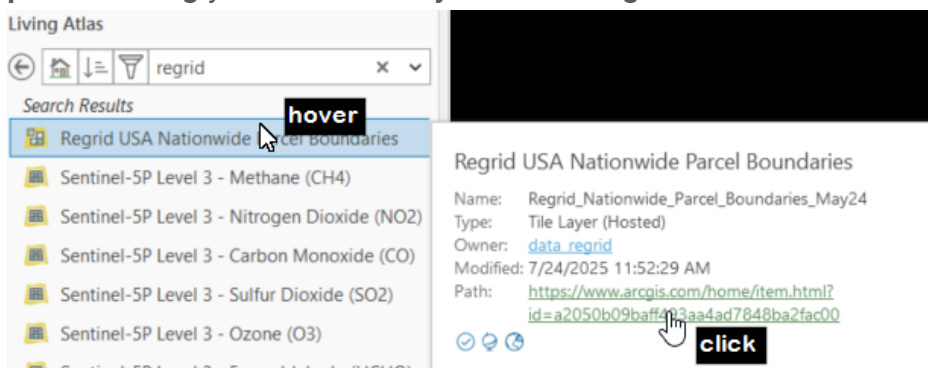 Living Atlas
regrid
Search Results
hover
Regrid USA Nationwide Parcel Boundaries
Sentinel-5P Level 3 - Methane (CH4)
Sentinel-5P Level 3 - Nitrogen Dioxide (NO2)
Sentinel-5P Level 3 - Carbon Monoxide (CO)
Sentinel-5P Level 3 - Sulfur Dioxide (SO2)
Sentinel-5P Level 3 - Ozone (O3)
Regrid USA Nationwide Parcel Boundaries
Name: Regrid_Nationwide_Parcel_Boundaries_May24
Type: Tile Layer (Hosted)
Owner: data_regrid
Modified: 7/24/2025 11:52:29 AM
Path: https://www.arcgis.com/home/item.html?
click